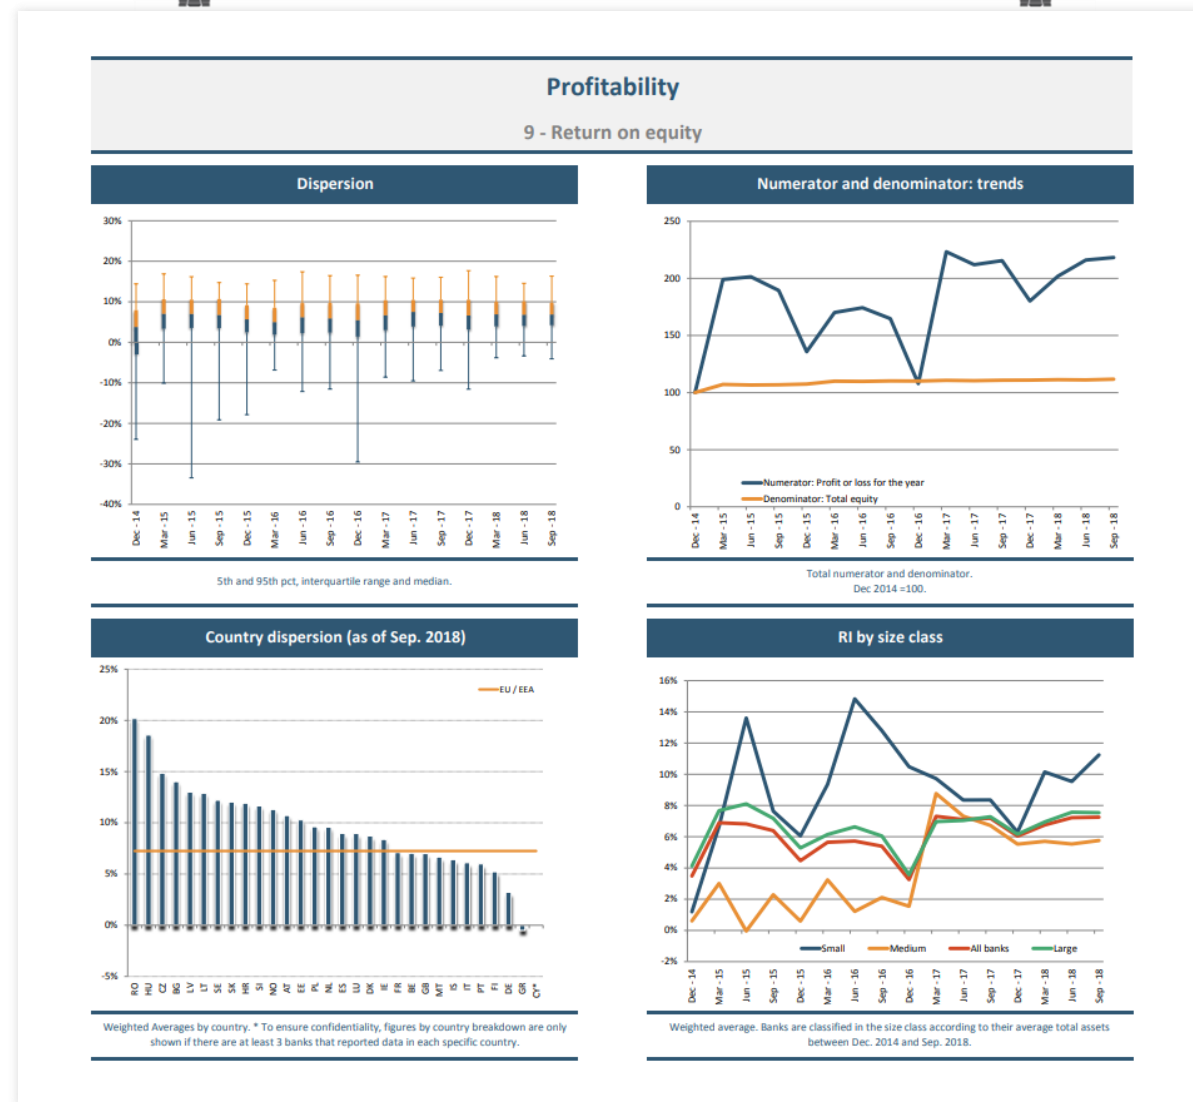 Profitability
9 - Return on equity
Dispersion
30%
20%
10%
0%
-10%
-20%
-30%
-40%
Dec - 14
Mar - 15
Jun - 15
Sep - 15
Dec - 15
Mar - 16
Jun - 16
Sep - 16
Dec - 16
Mar - 17
Jun - 17
Sep - 17
Dec - 17
Mar - 18
Jun - 18
Sep - 18
5th and 95th pct, interquartile range and median.
Numerator and denominator: trends
250
200
150
100
50
0
Numerator: Profit or loss for the year
Denominator: Total equity
Dec - 14
Mar - 15
Jun - 15
Sep - 15
Dec - 15
Mar - 16
Jun - 16
Sep - 16
Dec - 16
Mar - 17
Jun - 17
Sep - 17
Dec - 17
Mar - 18
Jun - 18
Sep - 18
Total numerator and denominator.
Dec 2014 =100.
Country dispersion (as of Sep. 2018)
25%
20%
15%
10%
5%
0%
-5%
EU / EEA
RO
HU
CZ
BG
LV
LT
SE
SK
HR
SI
NO
AT
EE
PL
NL
ES
LU
DK
IE
FR
BE
GB
MT
IS
IT
PT
FI
DE
GR
CY*
Weighted Averages by country. * To ensure confidentiality, figures by country breakdown are only
shown if there are at least 3 banks that reported data in each specific country.
RI by size class
16%
14%
12%
10%
8%
6%
4%
2%
0%
-2%
Small
Medium
All banks
Large
Dec - 14
Mar - 15
Jun - 15
Sep - 15
Dec - 15
Mar - 16
Jun - 16
Sep - 16
Dec - 16
Mar - 17
Jun - 17
Sep - 17
Dec - 17
Mar - 18
Jun - 18
Sep - 18
Weighted average. Banks are classified in the size class according to their average total assets
between Dec. 2014 and Sep. 2018.